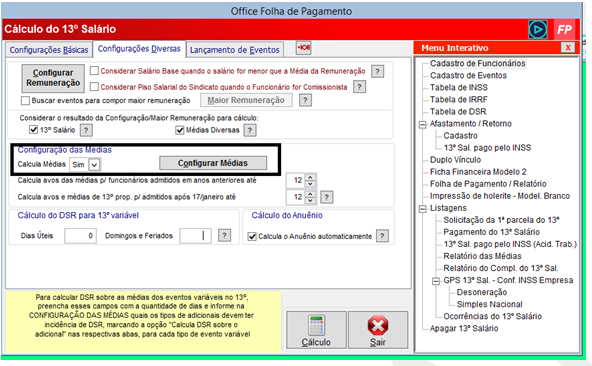 Office Folha de Pagamento
Cálculo do 13º Salário
FP
Configurações Básicas
Configurações Diversas
Lançamento de Eventos
Configurar Remuneração
Considerar Salário Base quando o salário for menor que a Média da Remuneração ?
Considerar Piso Salarial do Sindicato quando o Funcionário for Comissionista ?
Buscar eventos para compor maior remuneração Maior Remuneração ?
Considerar o resultado da Configuração/Maior Remuneração para cálculo:
13º Salário ? Médias Diversas ?
Configuração das Médias
Calcula Médias Sim Configurar Médias
Calcula avos das médias p/ funcionários admitidos em anos anteriores até 12
Calcula avos e médias de 13º prop. p/ admitidos após 17/janeiro até 12 ?
Cálculo do DSR para 13º variável
Dias Úteis 0 Domingos e Feriados ?
Cálculo do Anuênio
Calcula o Anuênio automaticamente ?
Para calcular DSR sobre as médias dos eventos variáveis no 13º,
preencha esses campos com a quantidade de dias e informe na
CONFIGURAÇÃO DAS MÉDIAS quais os tipos de adicionais devem ter
incidência de DSR, marcando a opção "Calcula DSR sobre o
adicional" nas respectivas abas, para cada tipo de evento variável
Cálculo
Sair
Menu Interativo X
Cadastro de Funcionários
Cadastro de Eventos
Tabela de INSS
Tabela de IRRF
Tabela de DSR
Afastamento / Retorno
Cadastro
13º Sal. pago pelo INSS
Duplo Vínculo
Ficha Financeira Modelo 2
Folha de Pagamento / Relatório
Impressão de holerite - Model. Branco
Listagens
Solicitação da 1ª parcela do 13º
Pagamento do 13º Salário
13º Sal. pago pelo INSS (Acid. Trab.)
Relatório das Médias
Relatório do Compl. do 13º Sal.
GPS 13º Sal. - Conf. INSS Empresa
Desoneração
Simples Nacional
Ocorrências do 13º Salário
Apagar 13º Salário